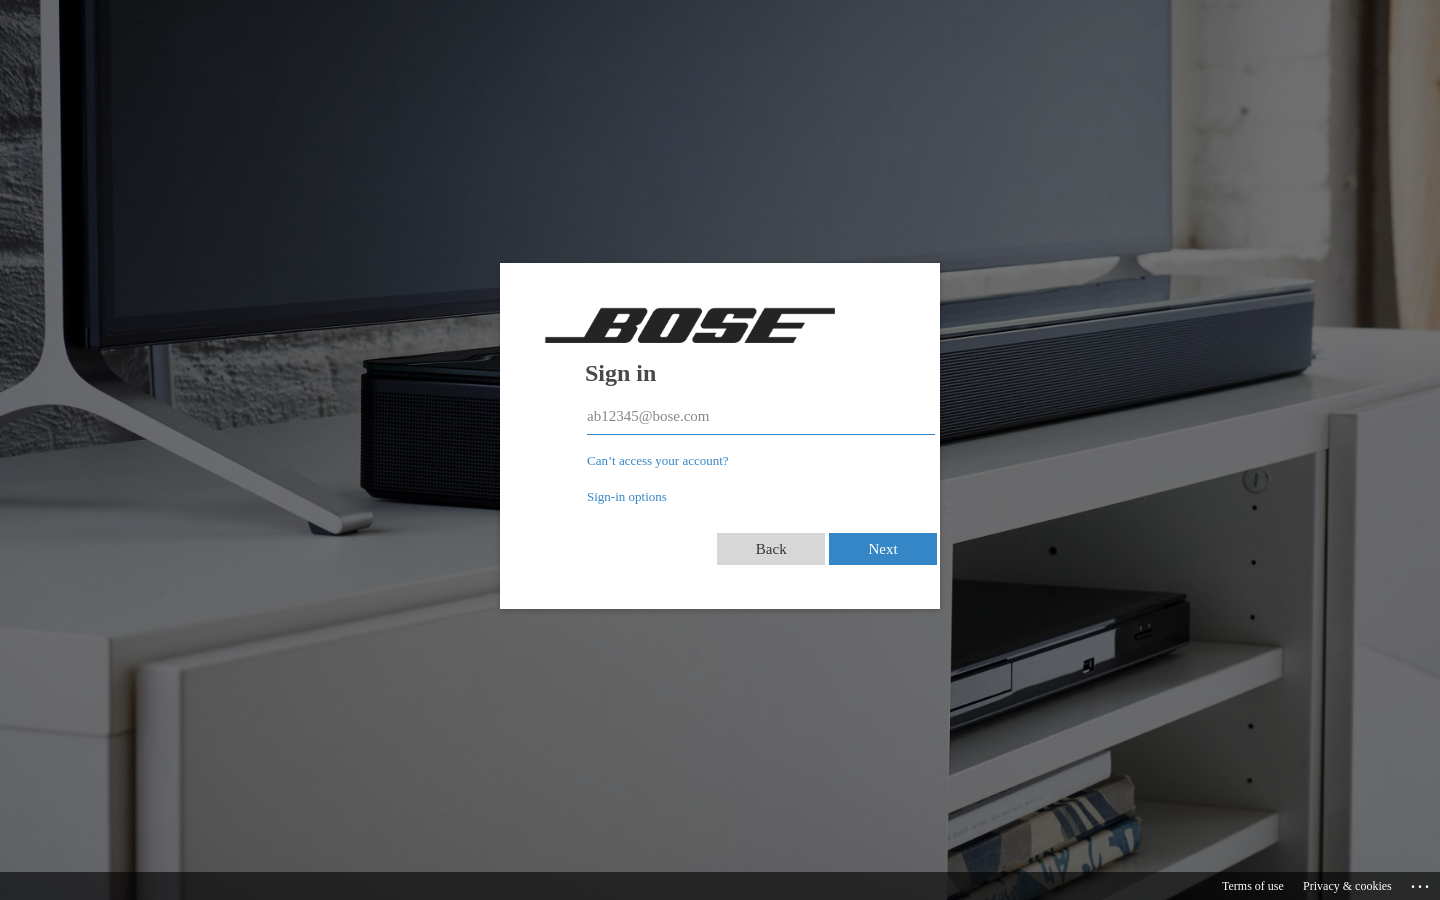 BOSE
Sign in
ab12345@bose.com
Can’t access your account?
Sign-in options
Back
Next
Terms of use
Privacy & cookies
...